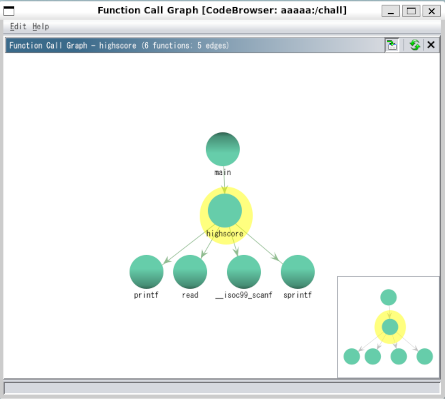 Function Call Graph [CodeBrowser: aaaaa:/chall]
Edit Help
Function Call Graph - highscore (6 functions; 5 edges)
main
highscore
printf read __isoc99_scanf sprintf